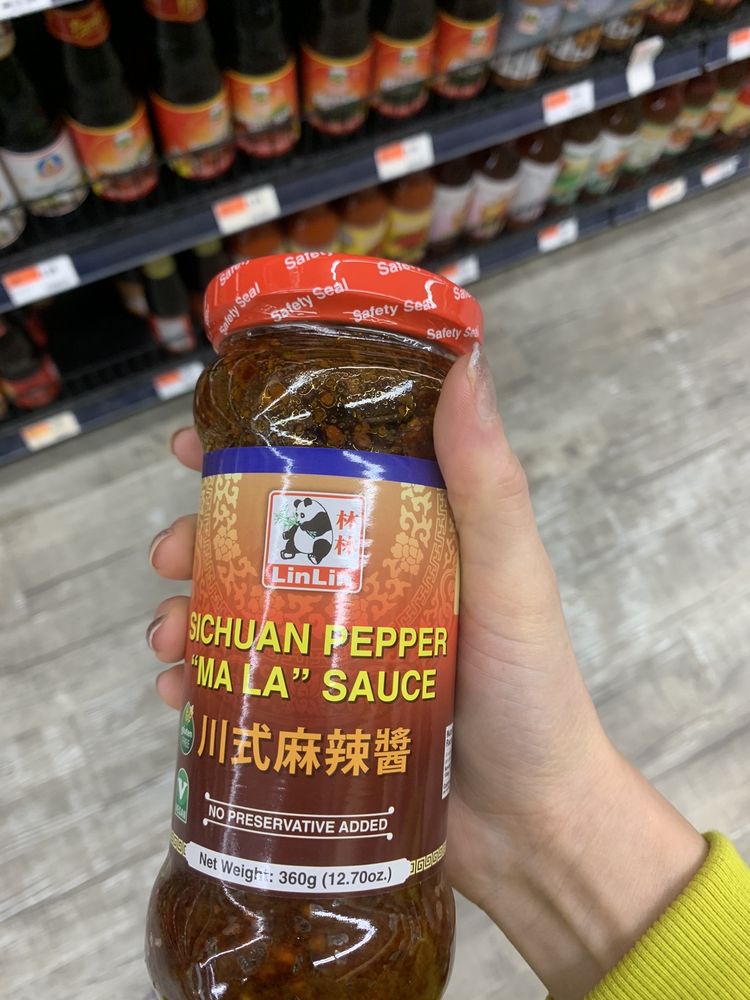 Safety Seal
Safety Seal
Safety Seal
Safety Seal
林
林
LinLin
SICHUAN PEPPER
“MA LA” SAUCE
川式麻辣醬
NO PRESERVATIVE ADDED
Net Weight: 360g (12.70oz.)